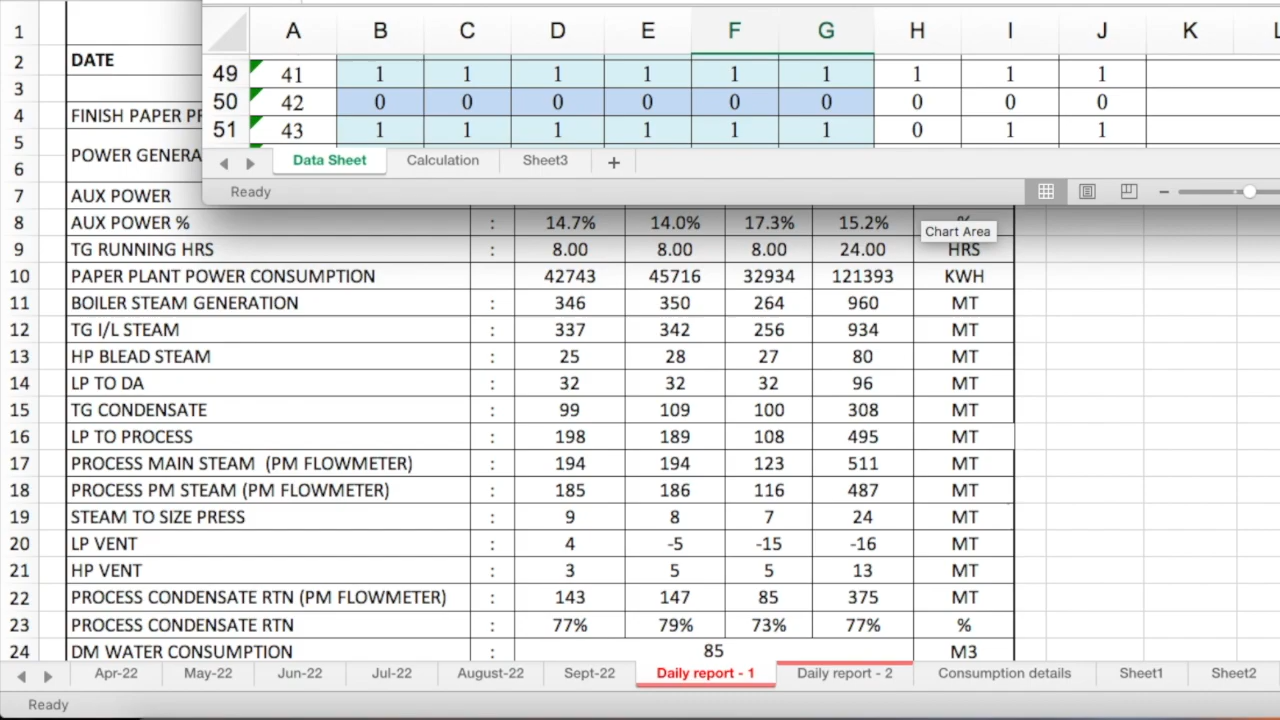 A B C D E F G H I J K
49 41 1 1 1 1 1 1 1 1 1
50 42 0 0 0 0 0 0 0 0 0
51 43 1 1 1 1 1 1 0 1 1
Data Sheet Calculation Sheet3 +
Ready
1
2 DATE
3
4 FINISH PAPER
5 POWER
6
7 AUX POWER
8 AUX POWER % : 14.7% 14.0% 17.3% 15.2%
Chart Area
9 TG RUNNING HRS : 8.00 8.00 8.00 24.00 HRS
10 PAPER PLANT POWER CONSUMPTION 42743 45716 32934 121393 KWH
11 BOILER STEAM GENERATION : 346 350 264 960 MT
12 TG I/L STEAM : 337 342 256 934 MT
13 HP BLEAD STEAM : 25 28 27 80 MT
14 LP TO DA : 32 32 32 96 MT
15 TG CONDENSATE : 99 109 100 308 MT
16 LP TO PROCESS : 198 189 108 495 MT
17 PROCESS MAIN STEAM (PM FLOWMETER) : 194 194 123 511 MT
18 PROCESS PM STEAM (PM FLOWMETER) : 185 186 116 487 MT
19 STEAM TO SIZE PRESS : 9 8 7 24 MT
20 LP VENT : 4 -5 -15 -16 MT
21 HP VENT : 3 5 5 13 MT
22 PROCESS CONDENSATE RTN (PM FLOWMETER) : 143 147 85 375 MT
23 PROCESS CONDENSATE RTN : 77% 79% 73% 77% %
24 DM WATER CONSUMPTION : 85 M3
Apr-22 May-22 Jun-22 Jul-22 August-22 Sept-22 Daily report - 1 Daily report - 2 Consumption details Sheet1 Sheet2
Ready